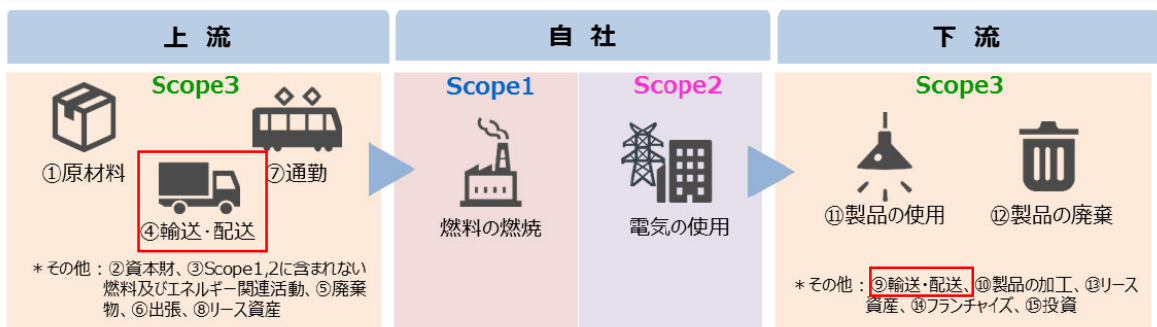 上 流
自 社
下 流
Scope3
①原材料
⑦通勤
④輸送・配送
＊その他：②資本財、③Scope1,2に含まれない
燃料及びエネルギー関連活動、⑤廃棄
物、⑥出張、⑧リース資産
Scope1
燃料の燃焼
Scope2
電気の使用
Scope3
⑪製品の使用
⑫製品の廃棄
＊その他：⑨輸送・配送、⑩製品の加工、⑬リース
資産、⑭フランチャイズ、⑮投資